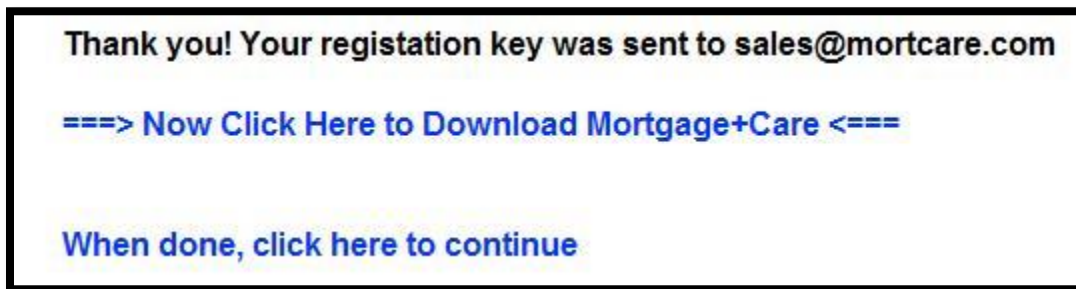 Thank you! Your registation key was sent to sales@mortcare.com
===> Now Click Here to Download Mortgage+Care <===
When done, click here to continue